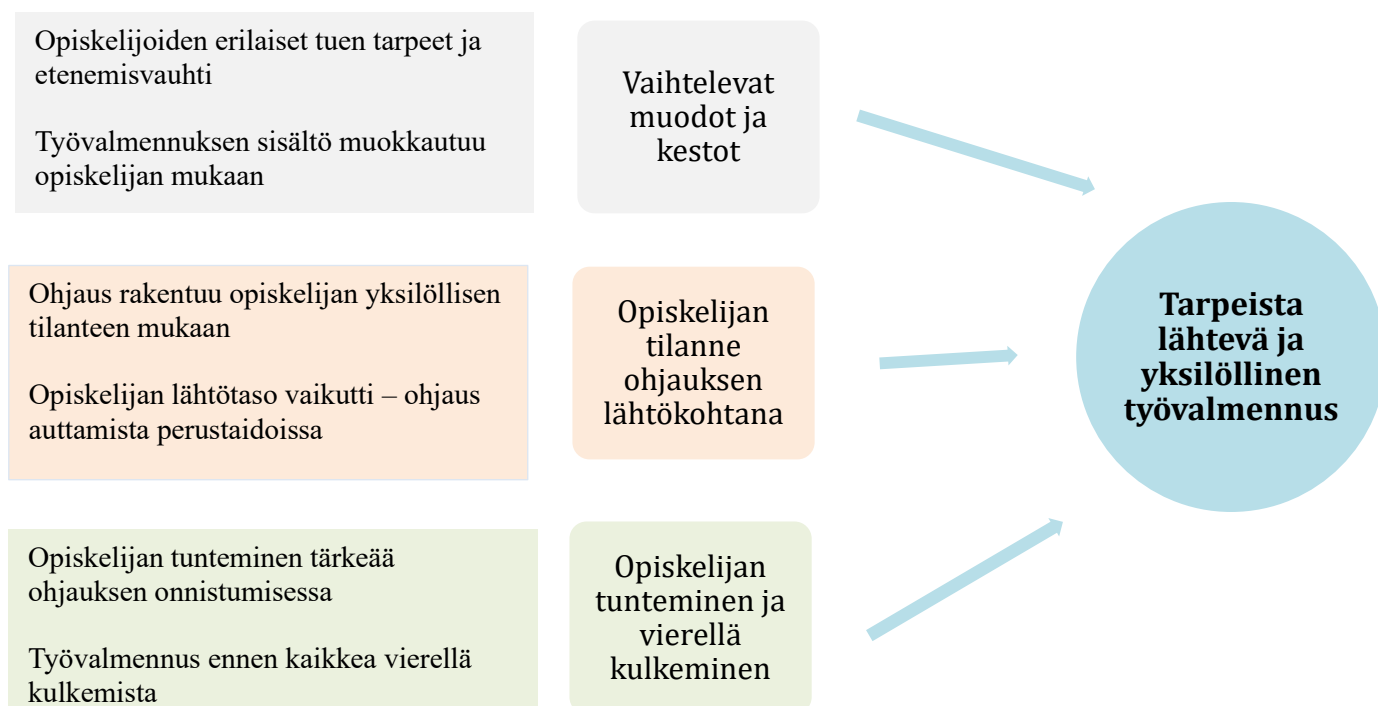 Opiskelijoiden erilaiset tuen tarpeet ja
etenemisvauhti
Työvalmennuksen sisältö muokkautuu
opiskelijan mukaan
Vaihtelevat
muodot ja
kestot
Ohjaus rakentuu opiskelijan yksilöllisen
tilanteen mukaan
Opiskelijan lähtötaso vaikutti – ohjaus
auttamista perustaidoissa
Opiskelijan
tilanne
ohjauksen
lähtökohtana
Opiskelijan tunteminen tärkeää
ohjauksen onnistumisessa
Työvalmennus ennen kaikkea vierellä
kulkemista
Opiskelijan
tunteminen ja
vierellä
kulkeminen
Tarpeista
lähtevä ja
yksilöllinen
työvalmennus